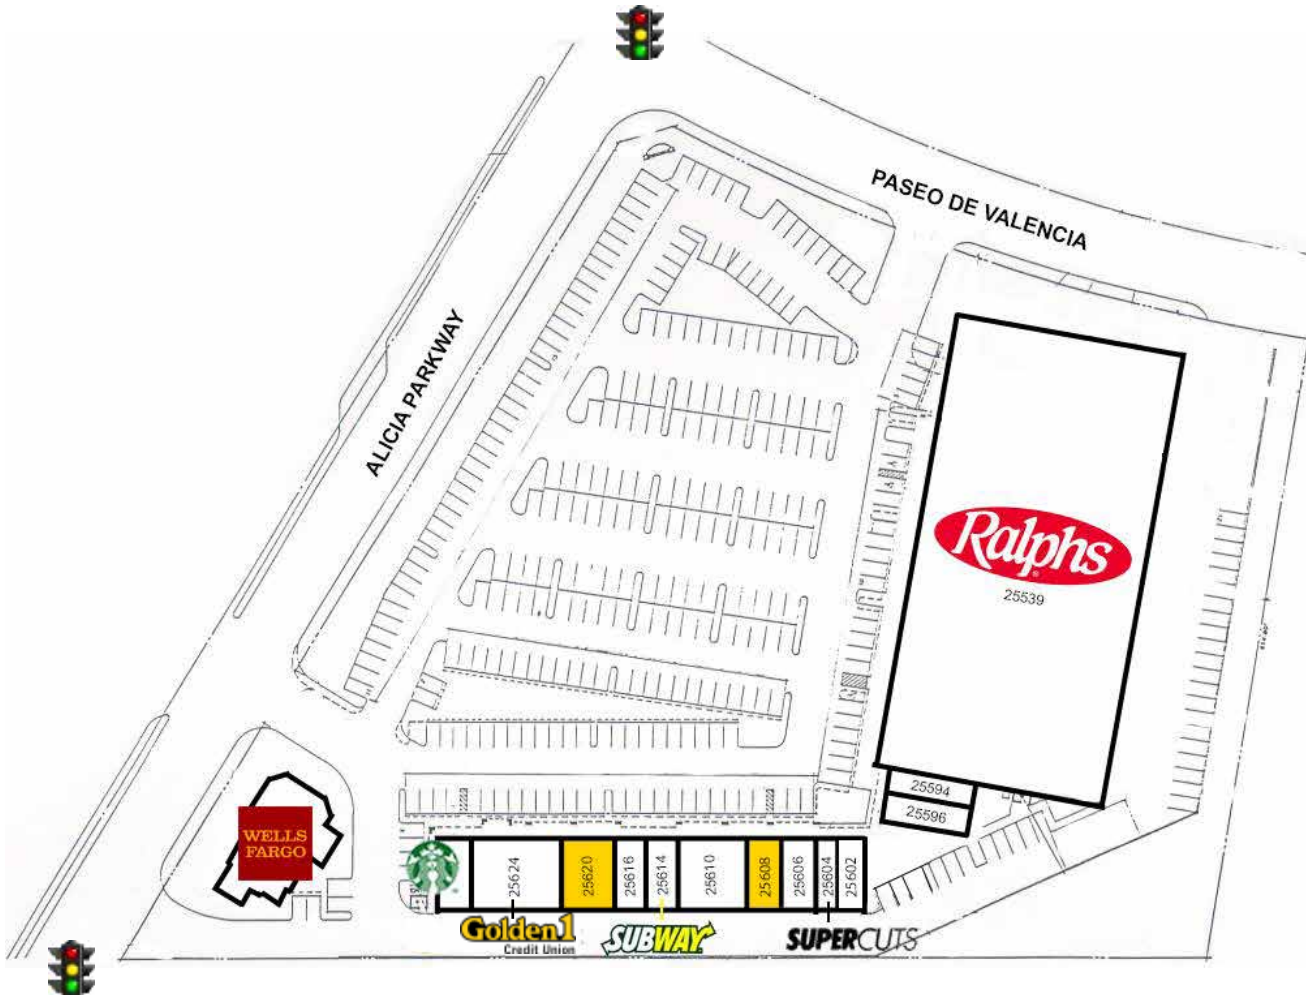 PASEO DE VALENCIA
ALICIA PARKWAY
Ralphs
25539
25594
25596
WELLS
FARGO
25624
25620
25616
25614
25610
25608
25606
25604
25602
Golden1
Credit Union
SUBWAY
SUPERCUTS